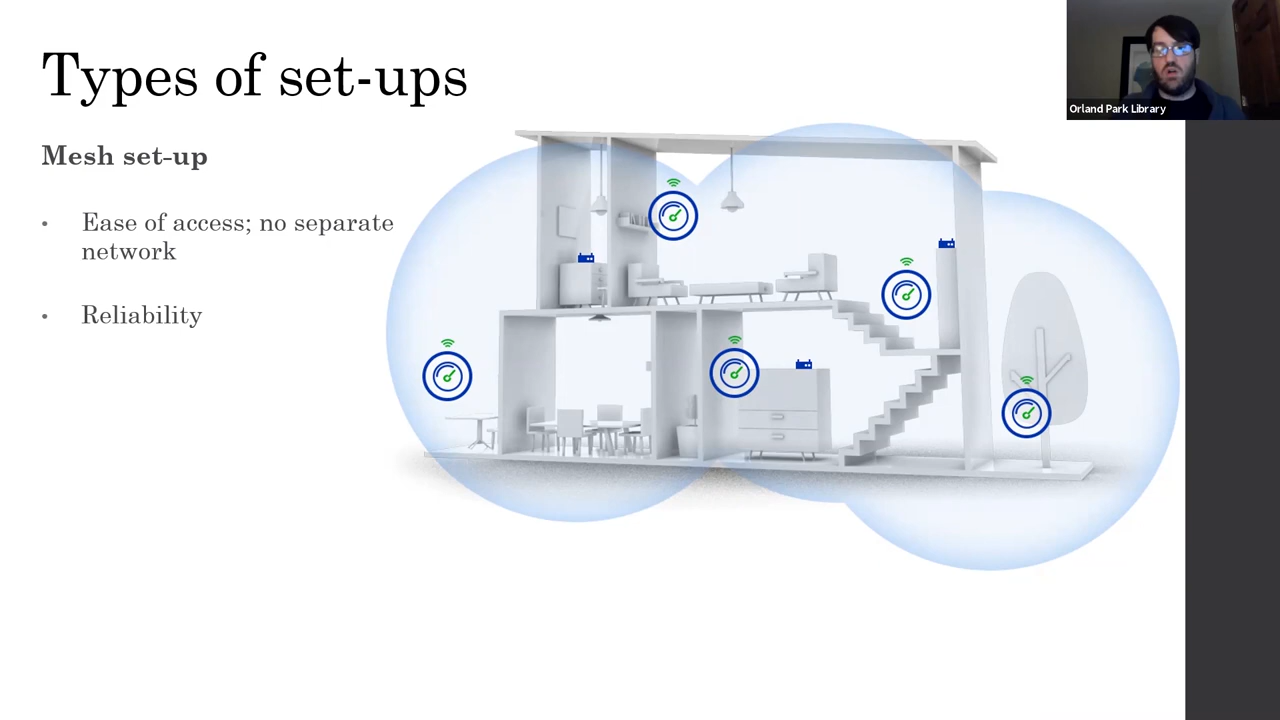 Types of set-ups
Orland Park Library
Mesh set-up
• Ease of access; no separate
network
• Reliability